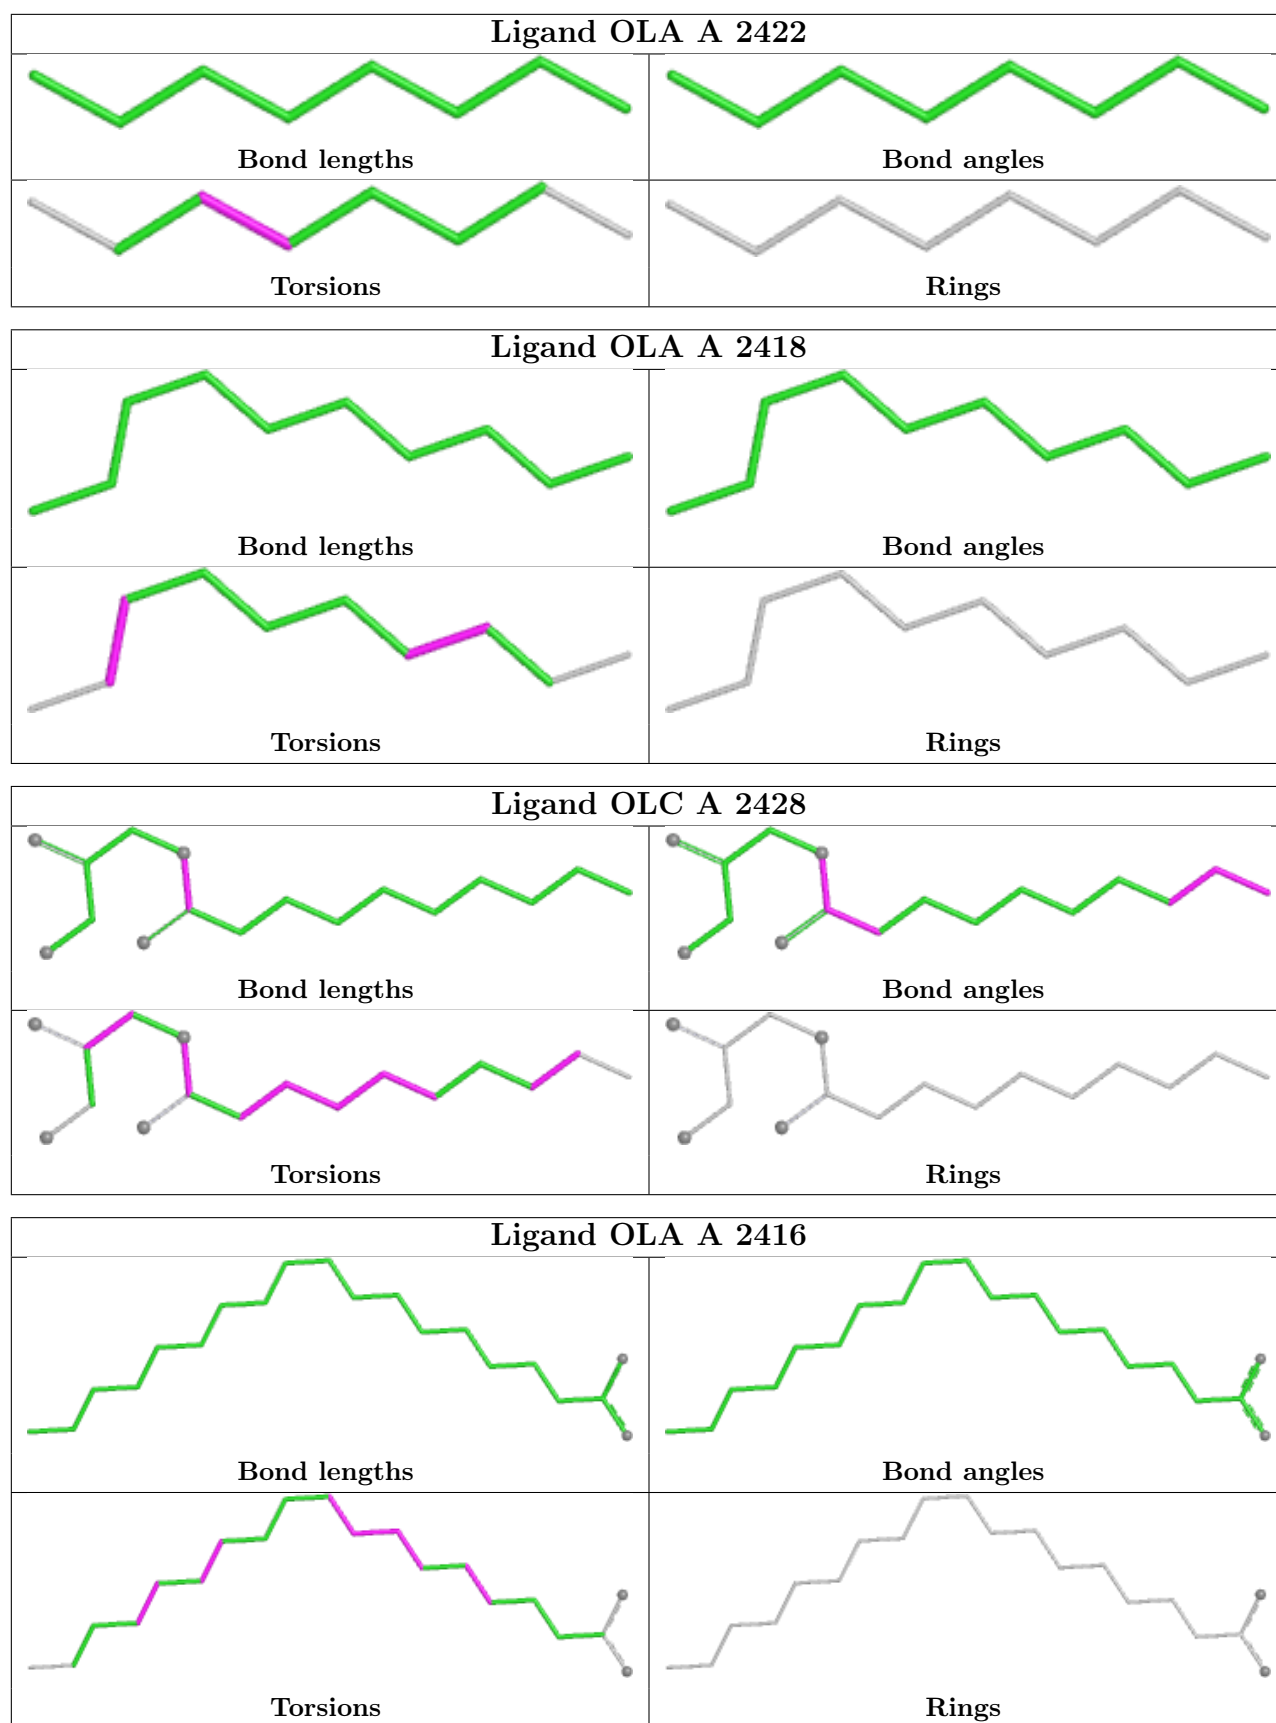 Ligand OLA A 2422
Bond lengths
Bond angles
Torsions
Rings
Ligand OLA A 2418
Bond lengths
Bond angles
Torsions
Rings
Ligand OLC A 2428
Bond lengths
Bond angles
Torsions
Rings
Ligand OLA A 2416
Bond lengths
Bond angles
Torsions
Rings